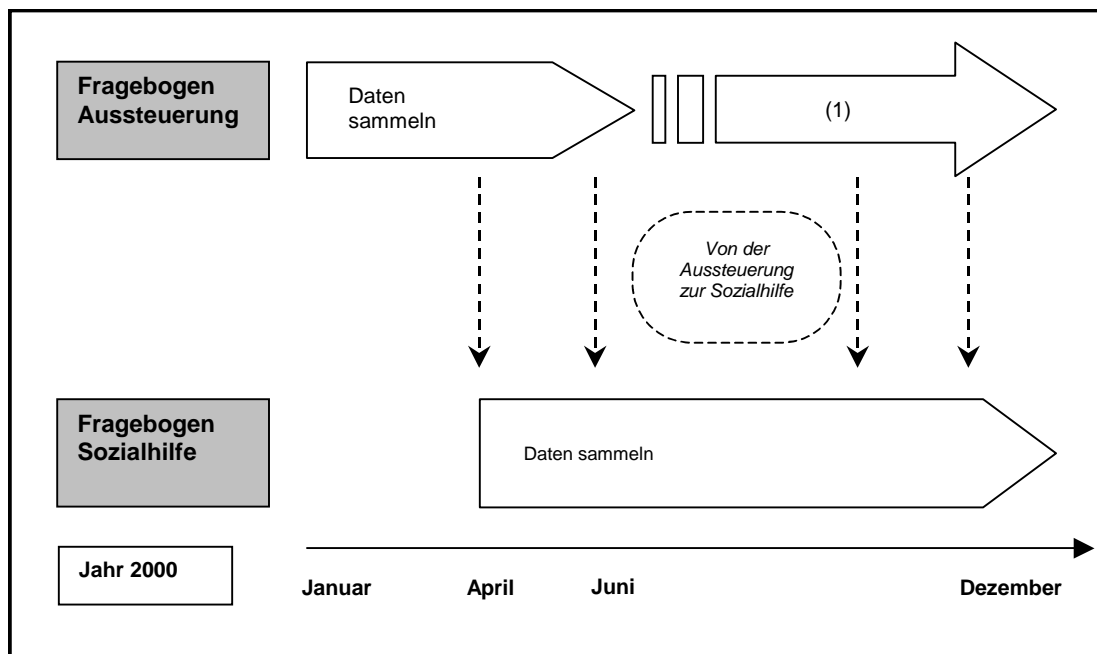 Fragebogen
Aussteuerung
Daten
sammeln
(1)
Von der
Aussteuerung
zur Sozialhilfe
Fragebogen
Sozialhilfe
Daten sammeln
Jahr 2000
Januar
April
Juni
Dezember